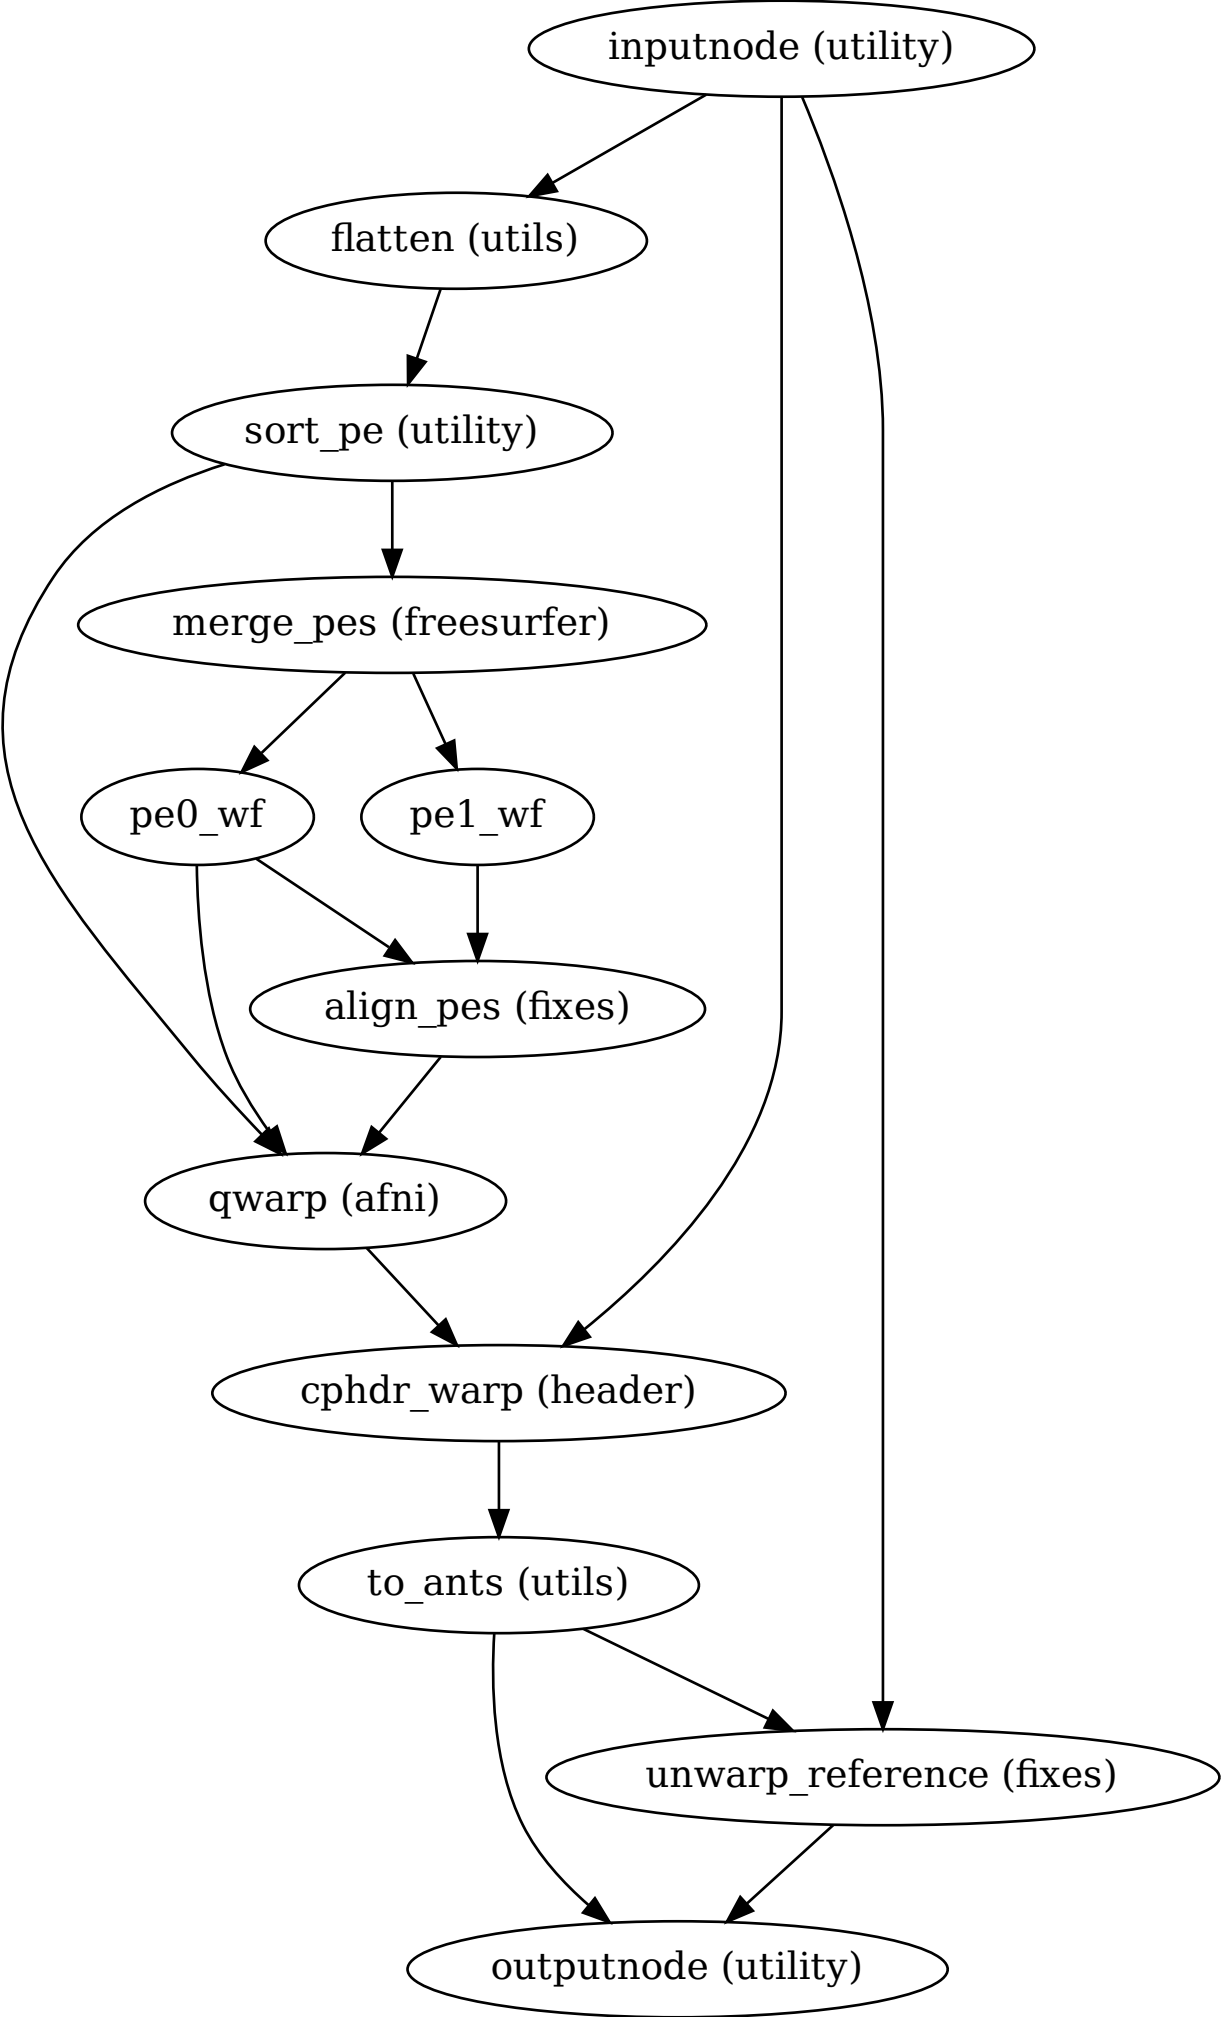 inputnode (utility)
flatten (utils)
sort_pe (utility)
merge_pes (freesurfer)
pe0_wf
pe1_wf
align_pes (fixes)
qwarp (afni)
cphdr_warp (header)
to_ants (utils)
unwarp_reference (fixes)
outputnode (utility)